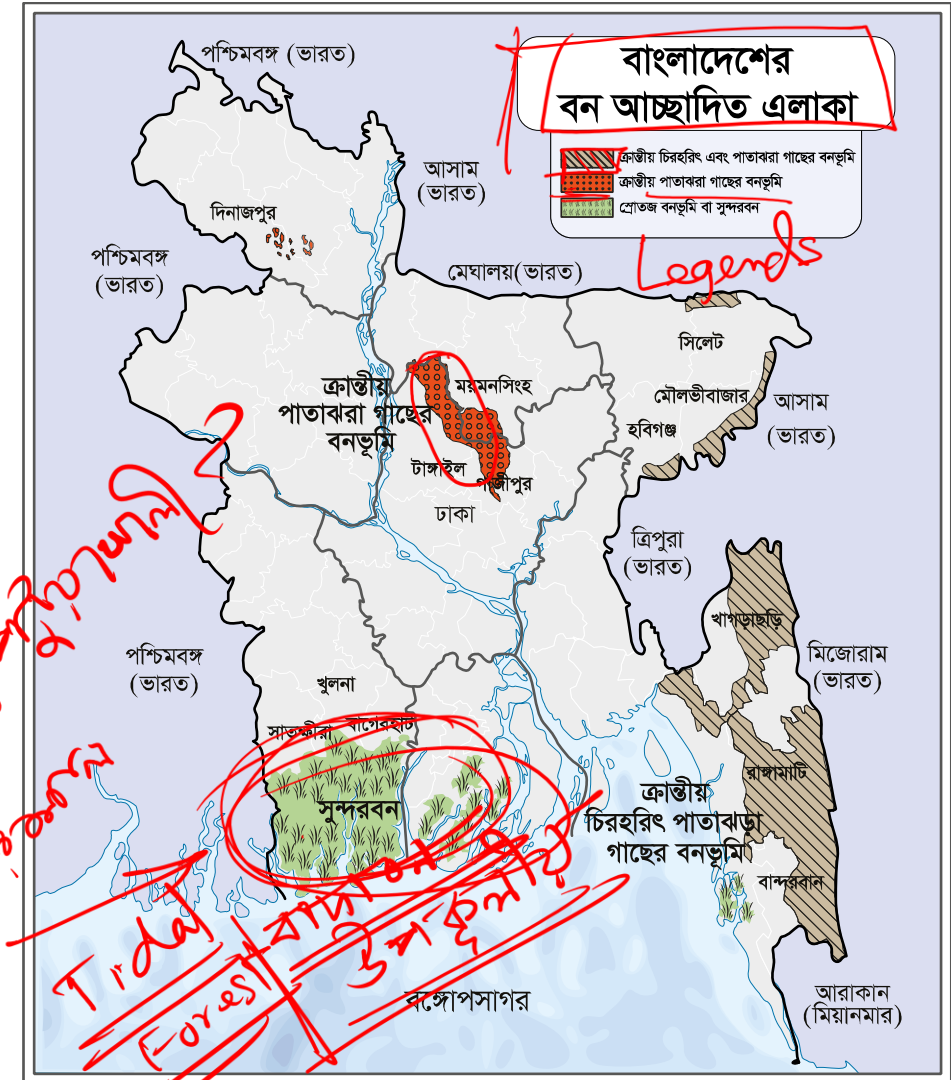 পশ্চিমবঙ্গ (ভারত)
বাংলাদেশের
বন আচ্ছাদিত এলাকা
ক্রান্তীয় চিরহরিৎ এবং পাতাঝরা গাছের বনভূমি
ক্রান্তীয় পাতাঝরা গাছের বনভূমি
স্রোতজ বনভূমি বা সুন্দরবন
Legends
আসাম
(ভারত)
দিনাজপুর
পশ্চিমবঙ্গ
(ভারত)
মেঘালয়(ভারত)
সিলেট
মৌলভীবাজার
হবিগঞ্জ
আসাম
(ভারত)
ক্রান্তীয়
পাতাঝরা গাছের
বনভূমি
ময়মনসিংহ
টাঙ্গাইল
গাজীপুর
ঢাকা
ত্রিপুরা
(ভারত)
খাগড়াছড়ি
মিজোরাম
(ভারত)
পশ্চিমবঙ্গ
(ভারত)
খুলনা
সাতক্ষীরা
বাগেরহাট
সুন্দরবন
রাঙ্গামাটি
ক্রান্তীয়
চিরহরিৎ পাতাঝড়া
গাছের বনভূমি
বান্দরবান
Tidal
Forest
উপকূলীয়
বঙ্গোপসাগর
আরাকান
(মিয়ানমার)